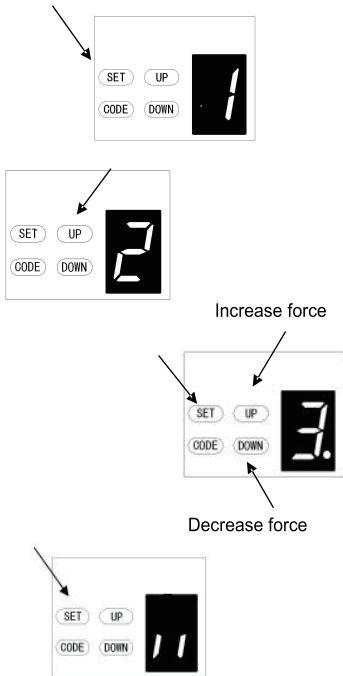 SET UP
CODE DOWN
1
SET UP
CODE DOWN
2
Increase force
SET UP
CODE DOWN
3.
Decrease force
SET UP
CODE DOWN
11